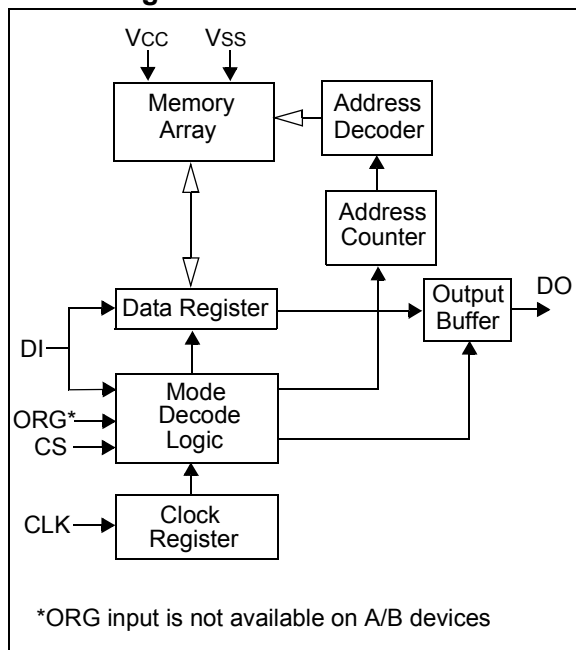 VCC VSS
Memory
Array
Address
Decoder
Address
Counter
Data Register
Output
Buffer
DO
DI
Mode
Decode
Logic
ORG*
CS
CLK
Clock
Register
*ORG input is not available on A/B devices